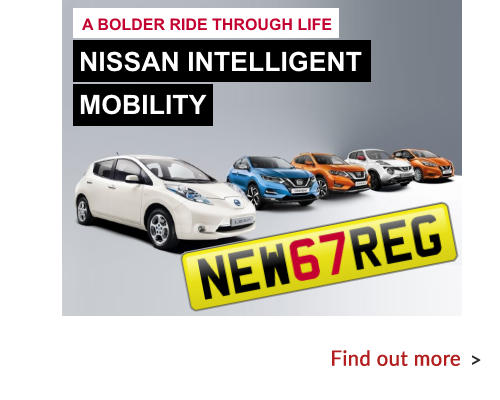 A BOLDER RIDE THROUGH LIFE
NISSAN INTELLIGENT
MOBILITY
NEW67REG
Find out more >